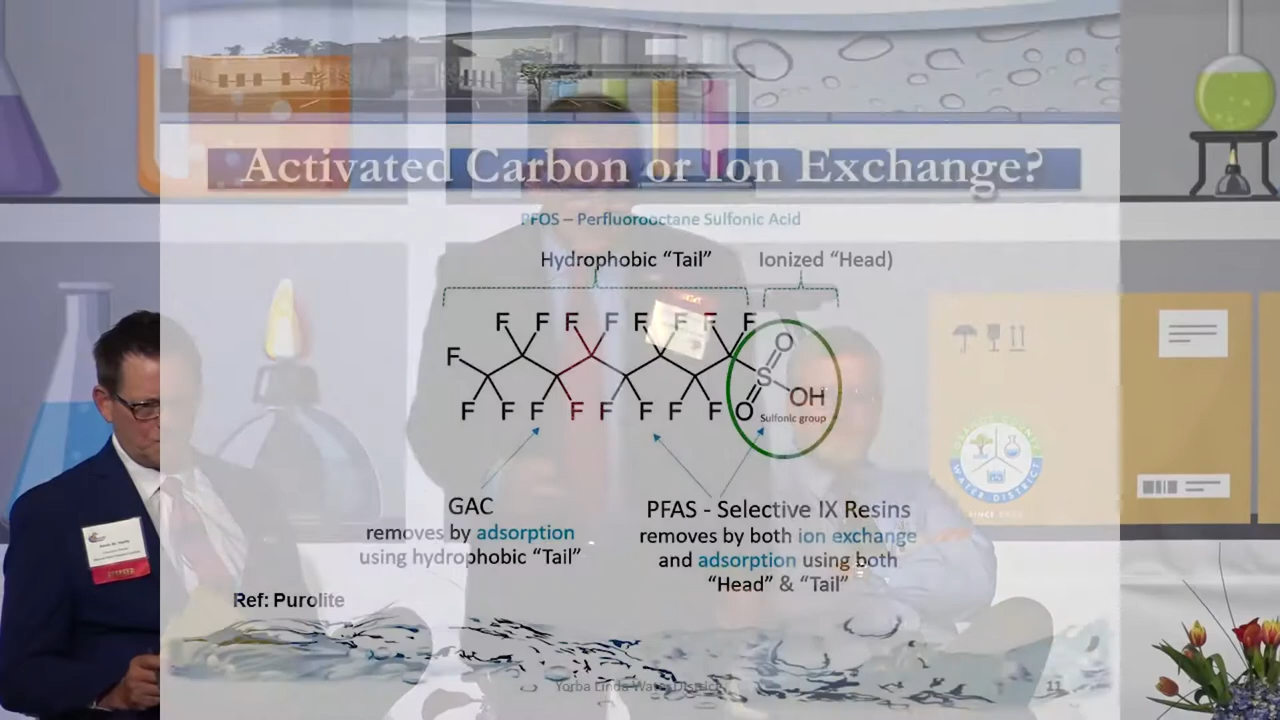 Activated Carbon or Ion Exchange?
PFOS – Perfluorooctane Sulfonic Acid
Hydrophobic “Tail”
Ionized “Head)
F F F F F F F F
F
O
S
OH
F F F F F F F O
Sulfonic group
GAC
removes by adsorption
using hydrophobic “Tail”
PFAS - Selective IX Resins
removes by both ion exchange
and adsorption using both
“Head” & “Tail”
Ref: Purolite
WATER DISTRICT
Yorba Linda Water District
11